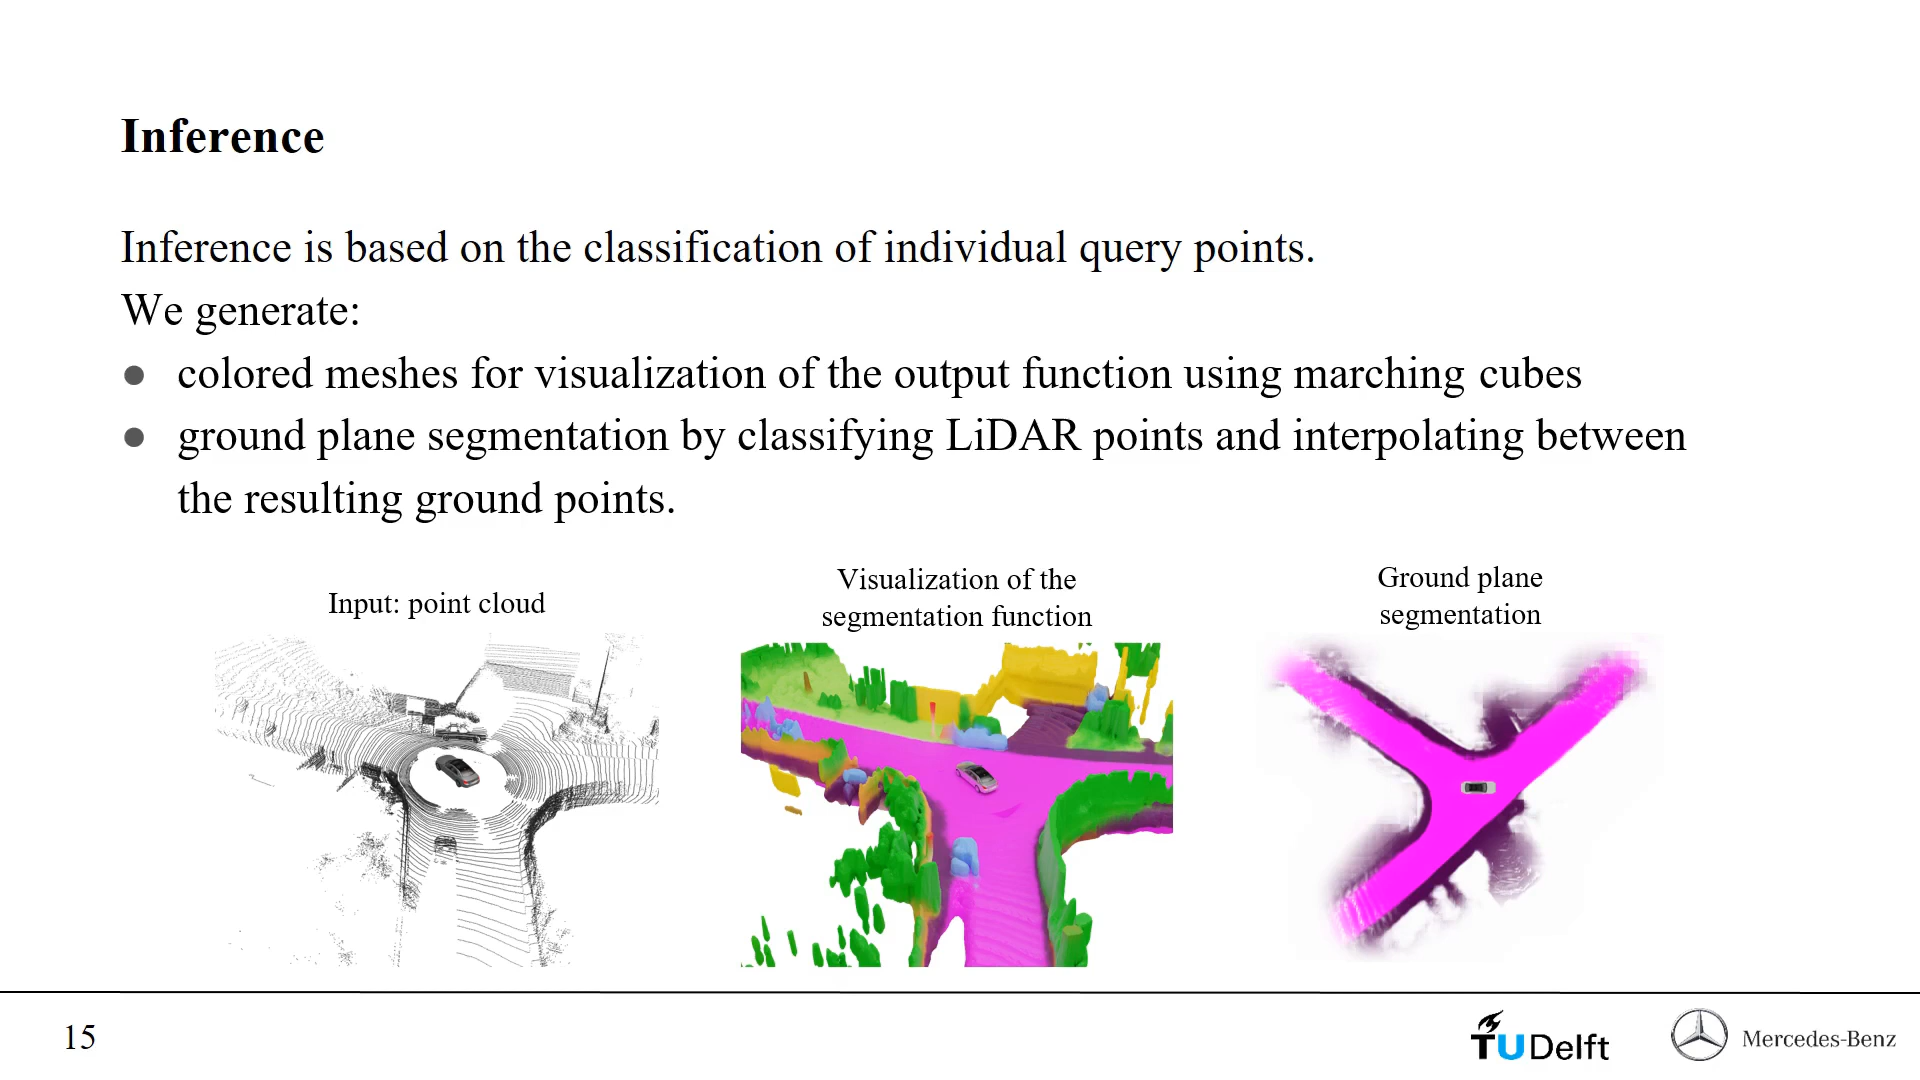 Inference
Inference is based on the classification of individual query points.
We generate:
● colored meshes for visualization of the output function using marching cubes
● ground plane segmentation by classifying LiDAR points and interpolating between
the resulting ground points.
Input: point cloud
Visualization of the
segmentation function
Ground plane
segmentation
15
TUDelft
Mercedes-Benz